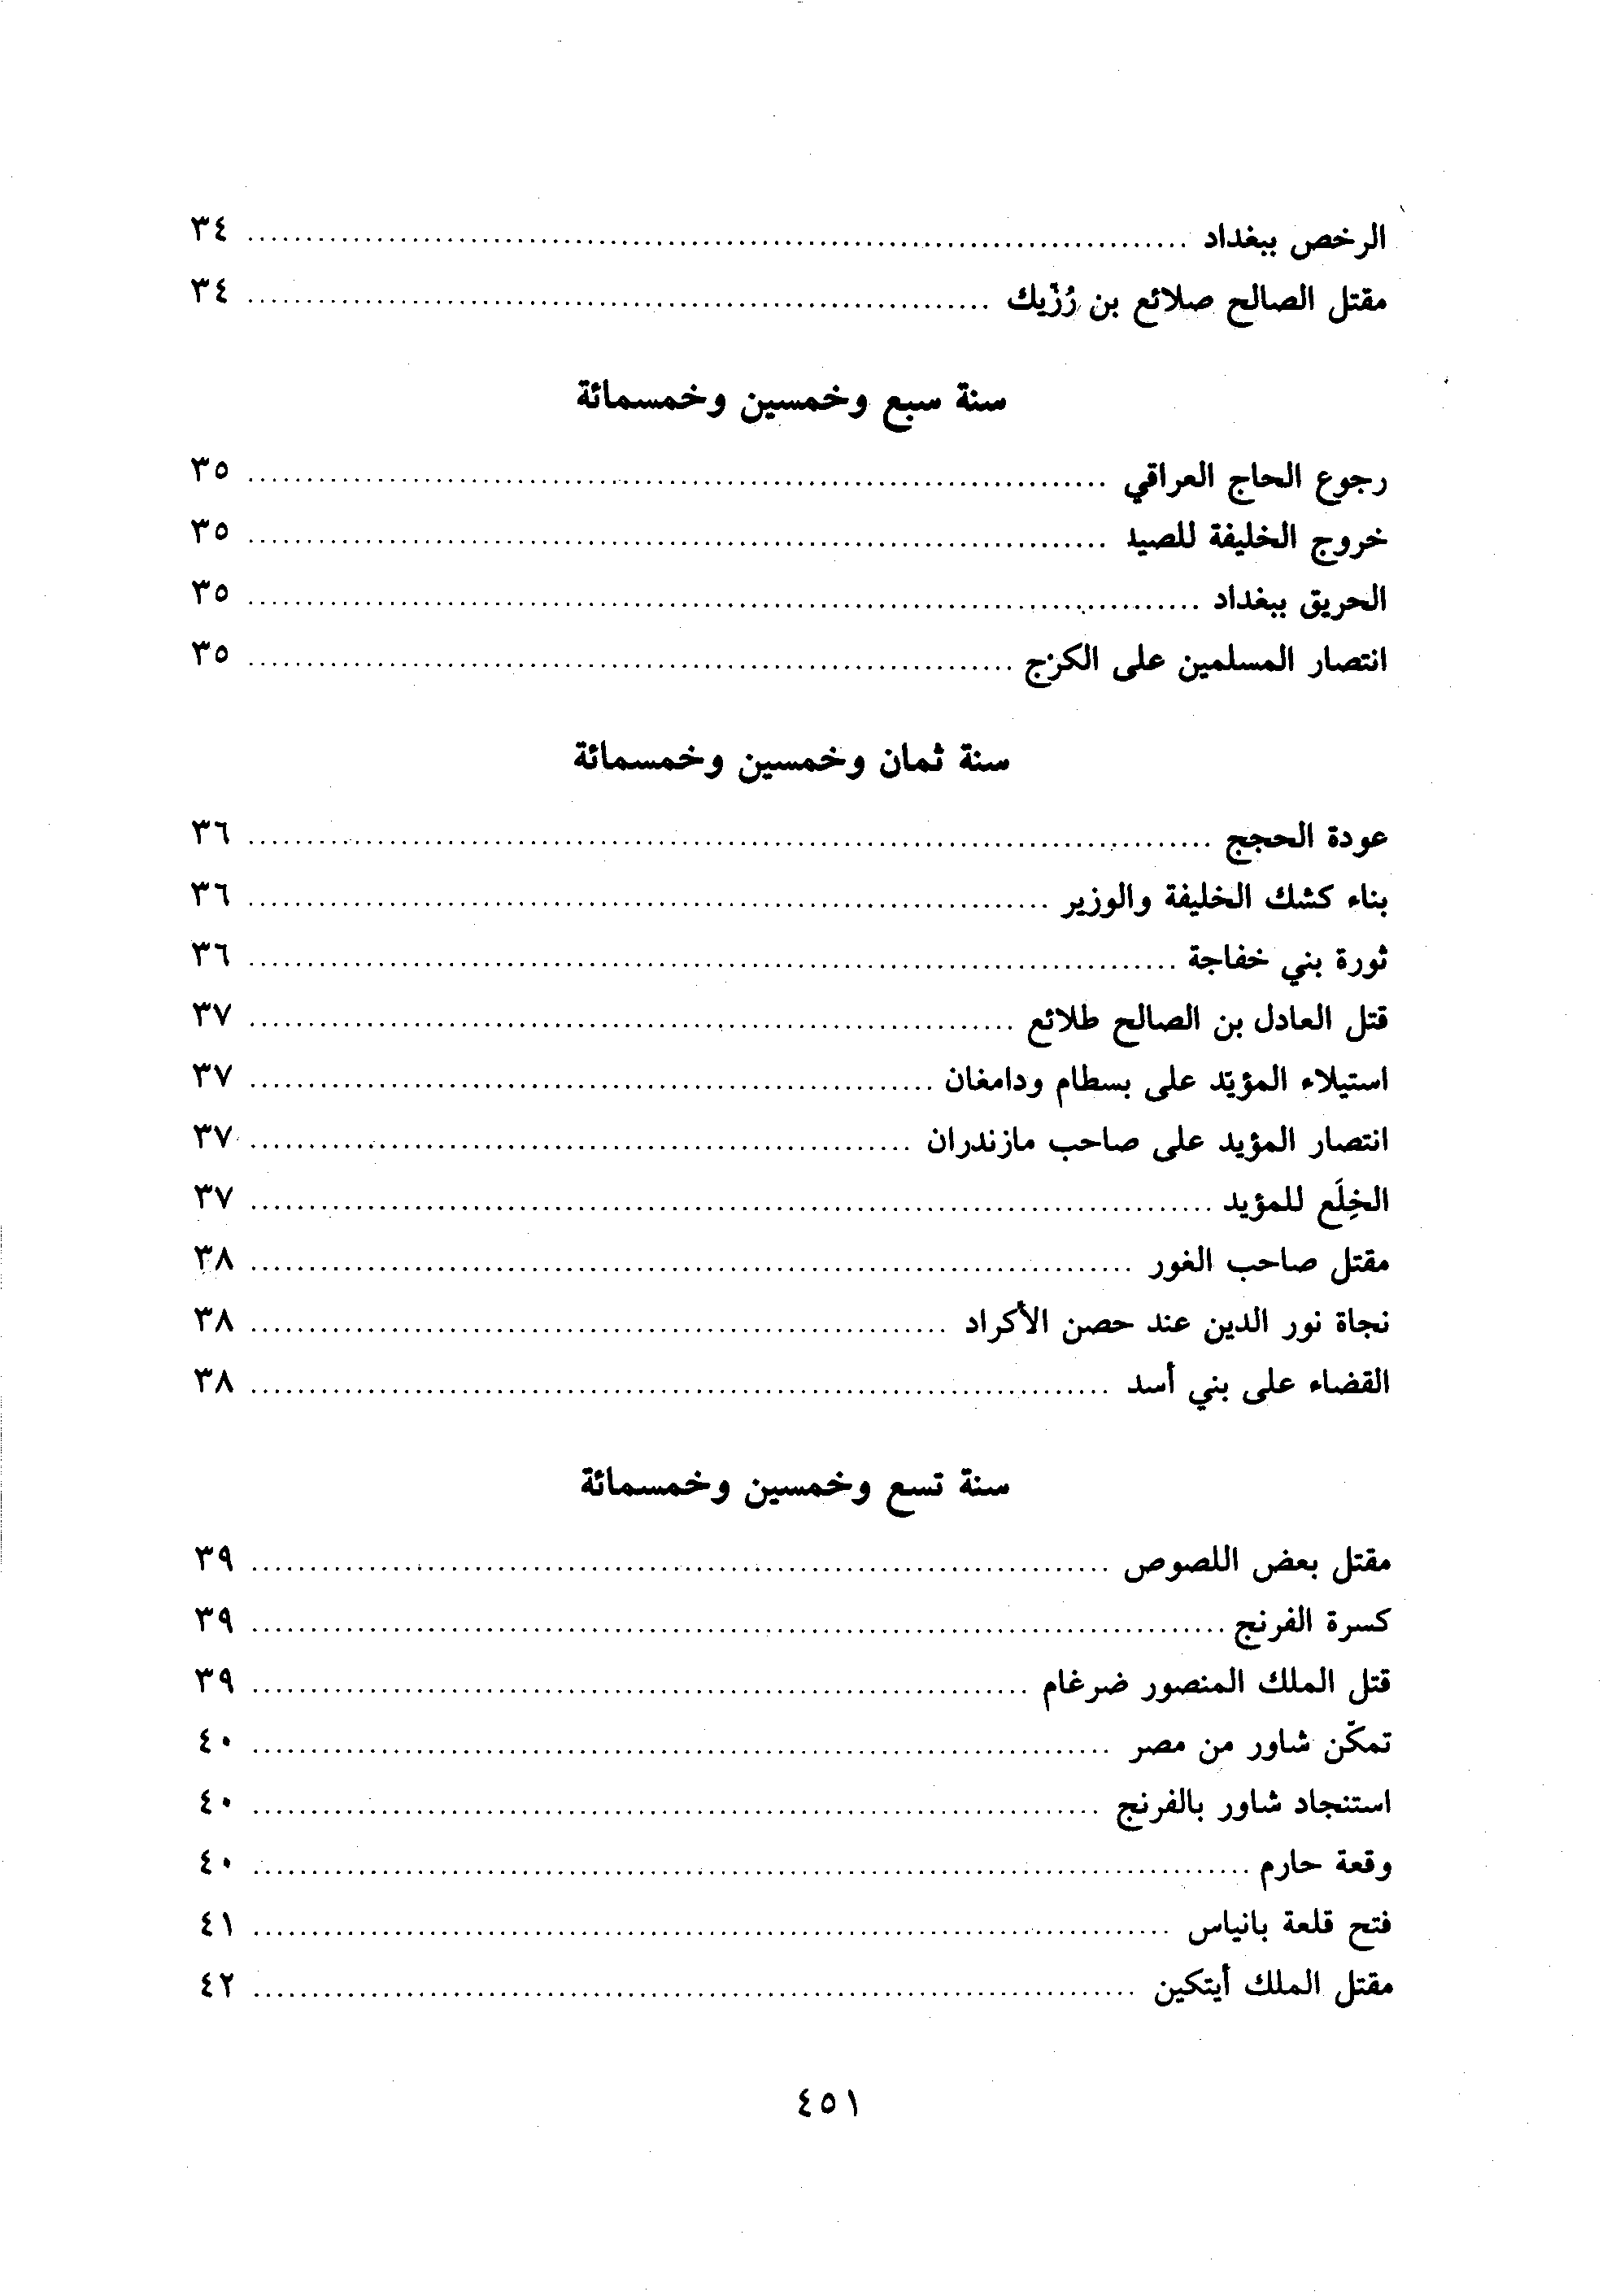 الرخص ببغداد ........ ٣٤
مقتل الصالح صلائع بن رُزّيك ........ ٣٤
سنة سبع وخمسين وخمسمائة
رجوع الحاج العراقي ........ ٣٥
خروج الخليفة للصيد ........ ٣٥
الحريق ببغداد ........ ٣٥
انتصار المسلمين على الكرج ........ ٣٥
سنة ثمان وخمسين وخمسمائة
عودة الحجج ........ ٣٦
بناء كشك الخليفة والوزير ........ ٣٦
ثورة بني خفاجة ........ ٣٦
قتل العادل بن الصالح طلائع ........ ٣٧
استيلاء المؤيّد على بسطام ودامغان ........ ٣٧
انتصار المؤيد على صاحب مازندران ........ ٣٧
الخِلَع للمؤيد ........ ٣٧
مقتل صاحب الغور ........ ٣٨
نجاة نور الدين عند حصن الأكراد ........ ٣٨
القضاء على بني أسد ........ ٣٨
سنة تسع وخمسين وخمسمائة
مقتل بعض اللصوص ........ ٣٩
كسرة الفرنج ........ ٣٩
قتل الملك المنصور ضرغام ........ ٣٩
تمكّن شاور من مصر ........ ٤٠
استنجاد شاور بالفرنج ........ ٤٠
وقعة حارم ........ ٤٠
فتح قلعة بانياس ........ ٤١
مقتل الملك أيتكين ........ ٤٢
٤٥١